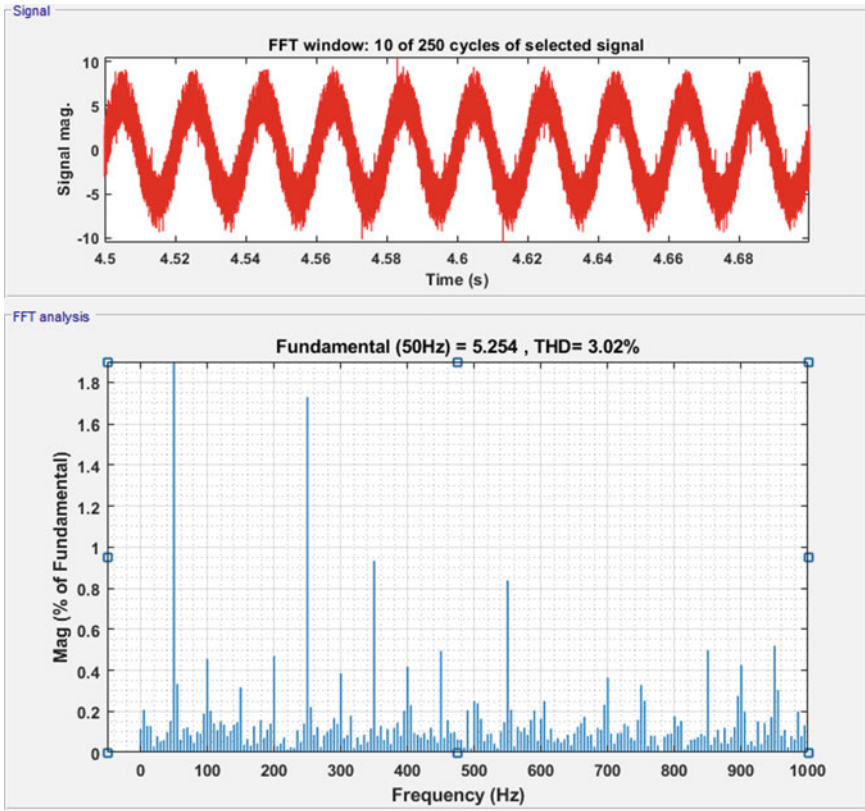 Signal
FFT window: 10 of 250 cycles of selected signal
10
5
0
-5
-10
Signal mag.
4.5 4.52 4.54 4.56 4.58 4.6 4.62 4.64 4.66 4.68
Time (s)
FFT analysis
Fundamental (50Hz) = 5.254 , THD= 3.02%
1.8
1.6
1.4
1.2
1
0.8
0.6
0.4
0.2
0
Mag (% of Fundamental)
0 100 200 300 400 500 600 700 800 900 1000
Frequency (Hz)